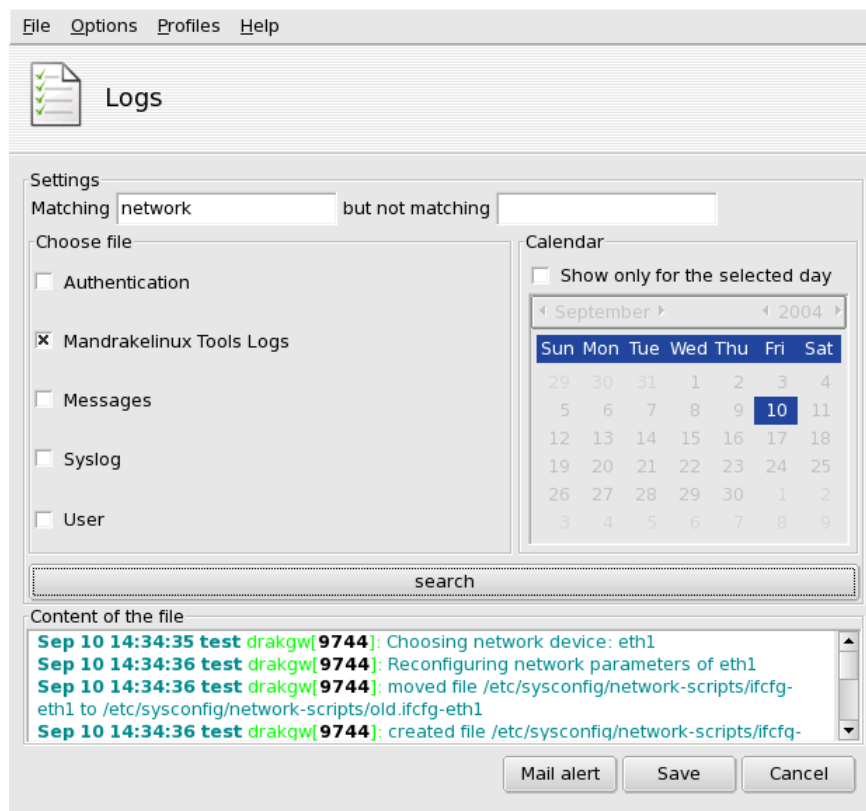 File Options Profiles Help
Logs
Settings
Matching network but not matching
Choose file
Authentication
Mandrakelinux Tools Logs
Messages
Syslog
User
Calendar
Show only for the selected day
September 2004
Sun Mon Tue Wed Thu Fri Sat
29 30 31 1 2 3 4
5 6 7 8 9 10 11
12 13 14 15 16 17 18
19 20 21 22 23 24 25
26 27 28 29 30 1 2
3 4 5 6 7 8 9
search
Content of the file
Sep 10 14:34:35 test drakgw[9744]: Choosing network device: eth1
Sep 10 14:34:36 test drakgw[9744]: Reconfiguring network parameters of eth1
Sep 10 14:34:36 test drakgw[9744]: moved file /etc/sysconfig/network-scripts/ifcfg-
eth1 to /etc/sysconfig/network-scripts/old.ifcfg-eth1
Sep 10 14:34:36 test drakgw[9744]: created file /etc/sysconfig/network-scripts/ifcfg-
Mail alert Save Cancel